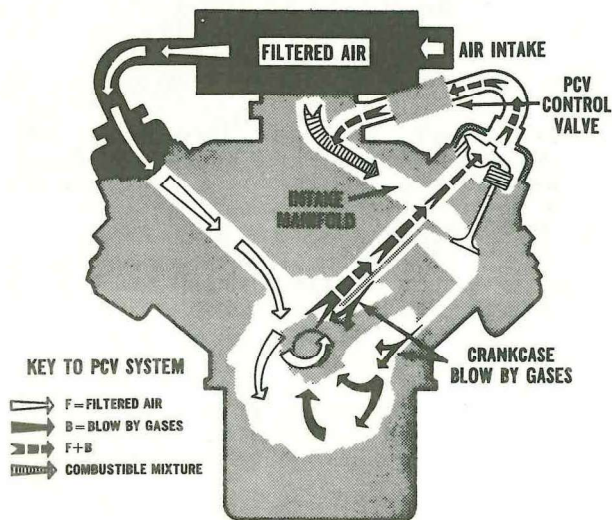 FILTERED AIR
AIR INTAKE
PCV
CONTROL
VALVE
INTAKE
MANIFOLD
CRANKCASE
BLOW BY GASES
KEY TO PCV SYSTEM
F=FILTERED AIR
B=BLOW BY GASES
F+B
COMBUSTIBLE MIXTURE